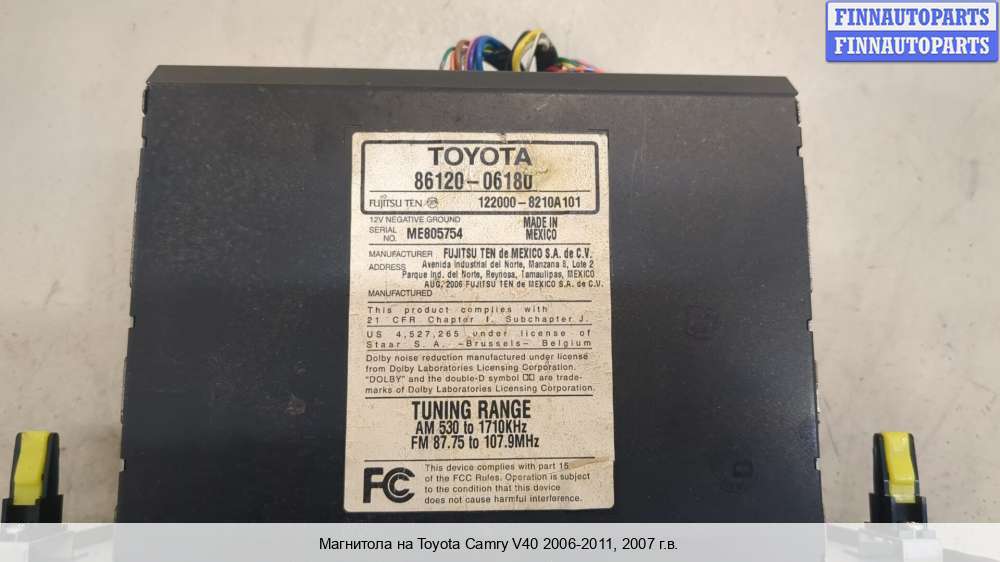 FINNAUTOPARTS
FINNAUTOPARTS
TOYOTA
86120-06180
FUJITSU TEN 122000-8210A101
12V NEGATIVE GROUND
SERIAL NO. ME805754
MADE IN MEXICO
MANUFACTURER FUJITSU TEN de MEXICO S.A. de C.V.
ADDRESS Avenida Industrial del Norte, Manzana 8, Lote 2
Parque Ind. del Norte, Reynosa, Tamaulipas, MEXICO
AUG, 2006 FUJITSU TEN de MEXICO S.A. de C.V.
MANUFACTURED
This product complies with
21 CFR Chapter I. Subchapter J.
US 4,527,265 under license of
Staar S. A. -Brussels- Belgium
Dolby noise reduction manufactured under license
from Dolby Laboratories Licensing Corporation.
"DOLBY" and the double-D symbol are trade-
marks of Dolby Laboratories Licensing Corporation.
TUNING RANGE
AM 530 to 1710KHz
FM 87.75 to 107.9MHz
FCC
This device complies with part 15
of the FCC Rules. Operation is subject
to the condition that this device
does not cause harmful interference.
Магнитола на Toyota Camry V40 2006-2011, 2007 г.в.